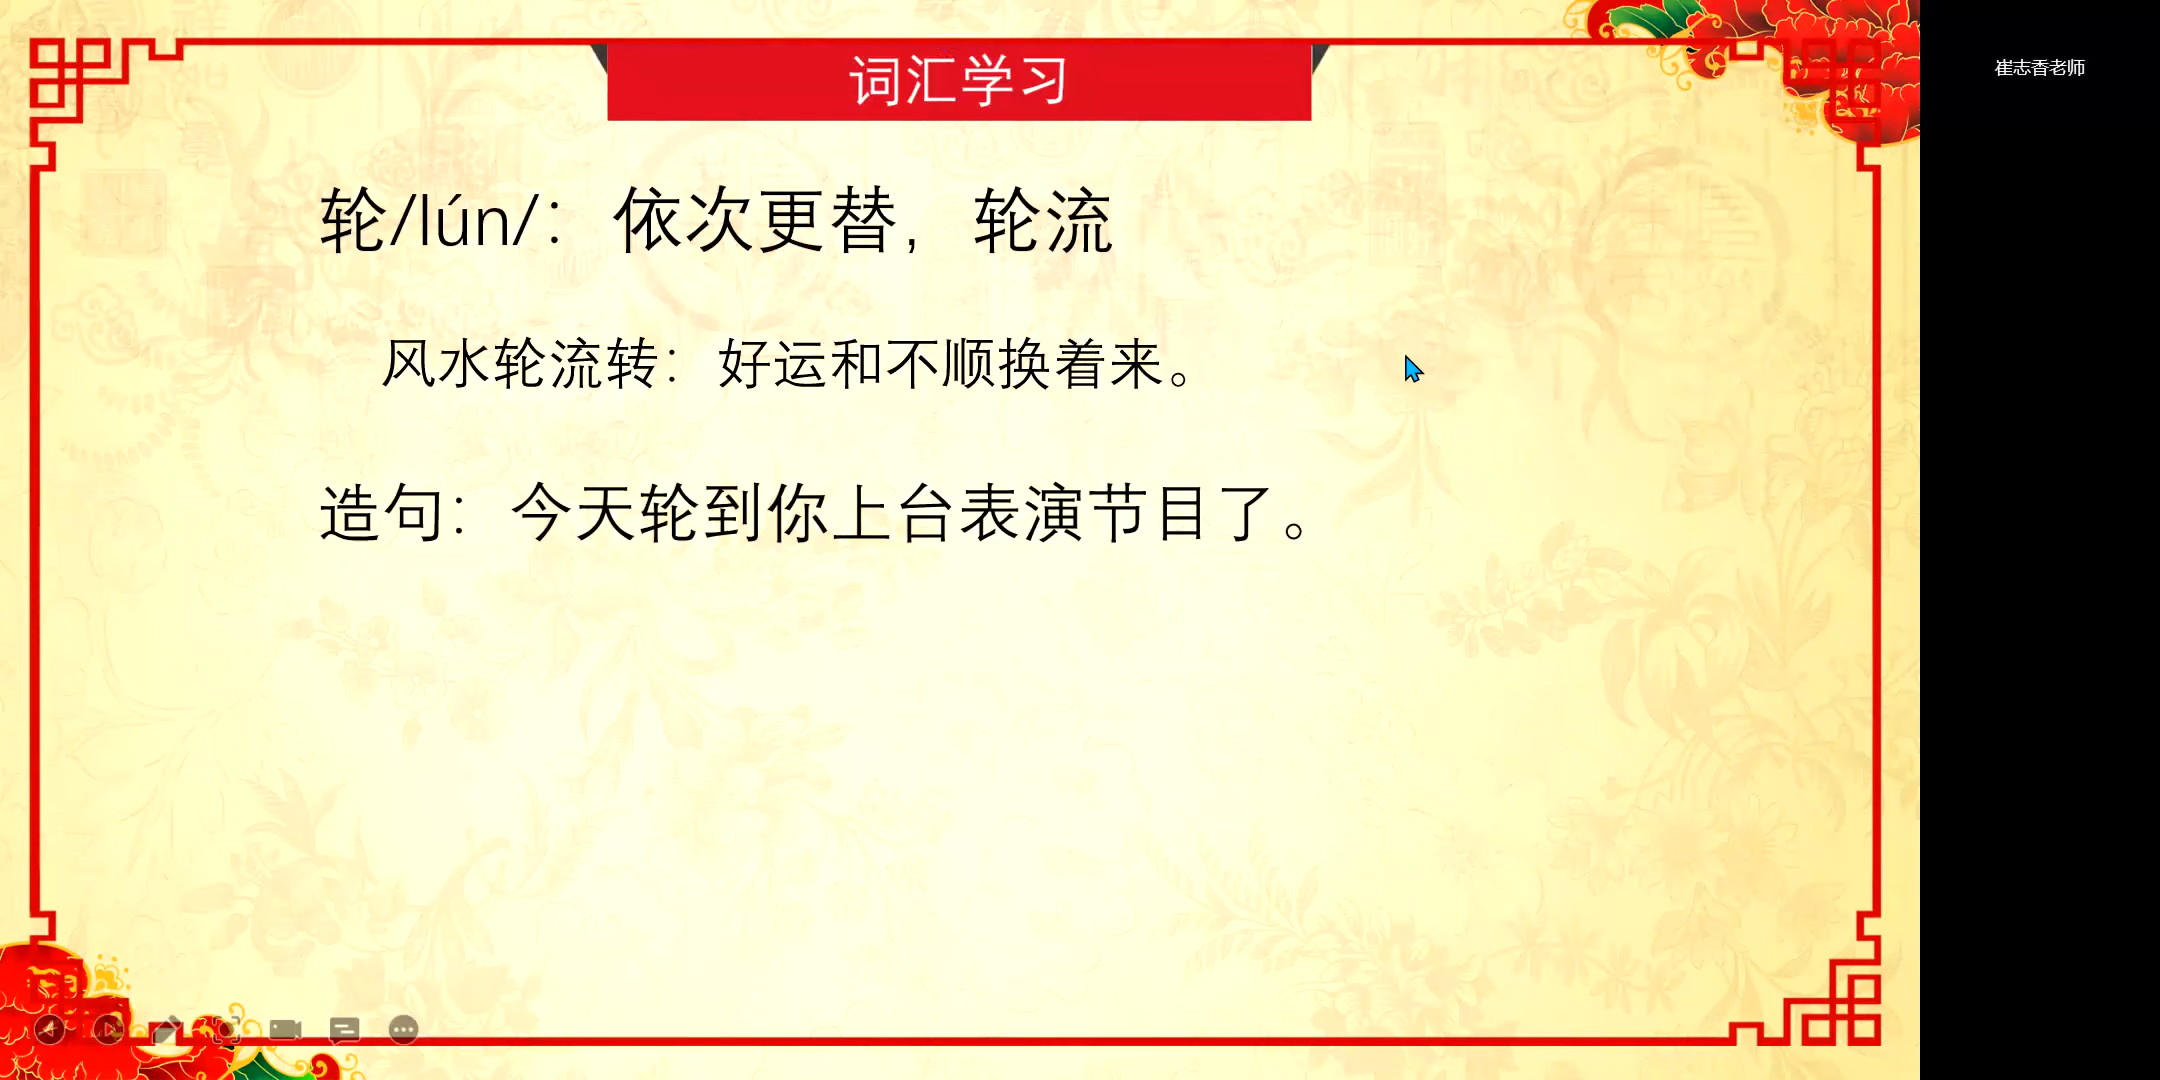 词汇学习
崔志香老师
轮/lún/：依次更替，轮流
风水轮流转：好运和不顺换着来。
造句：今天轮到你上台表演节目了。